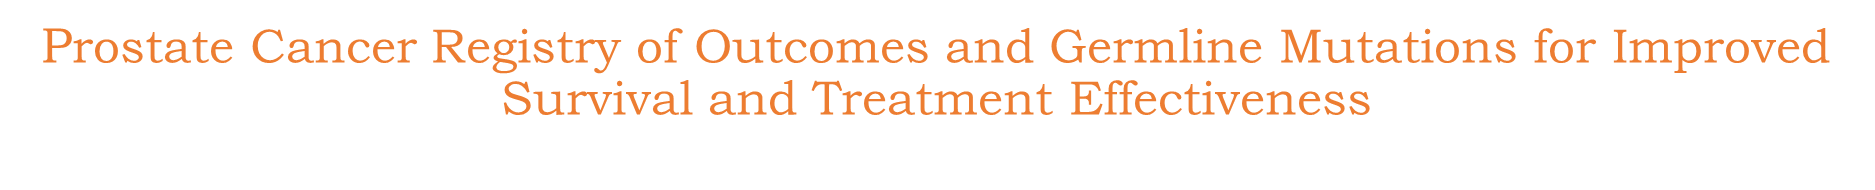 Prostate Cancer Registry of Outcomes and Germline Mutations for Improved
Survival and Treatment Effectiveness